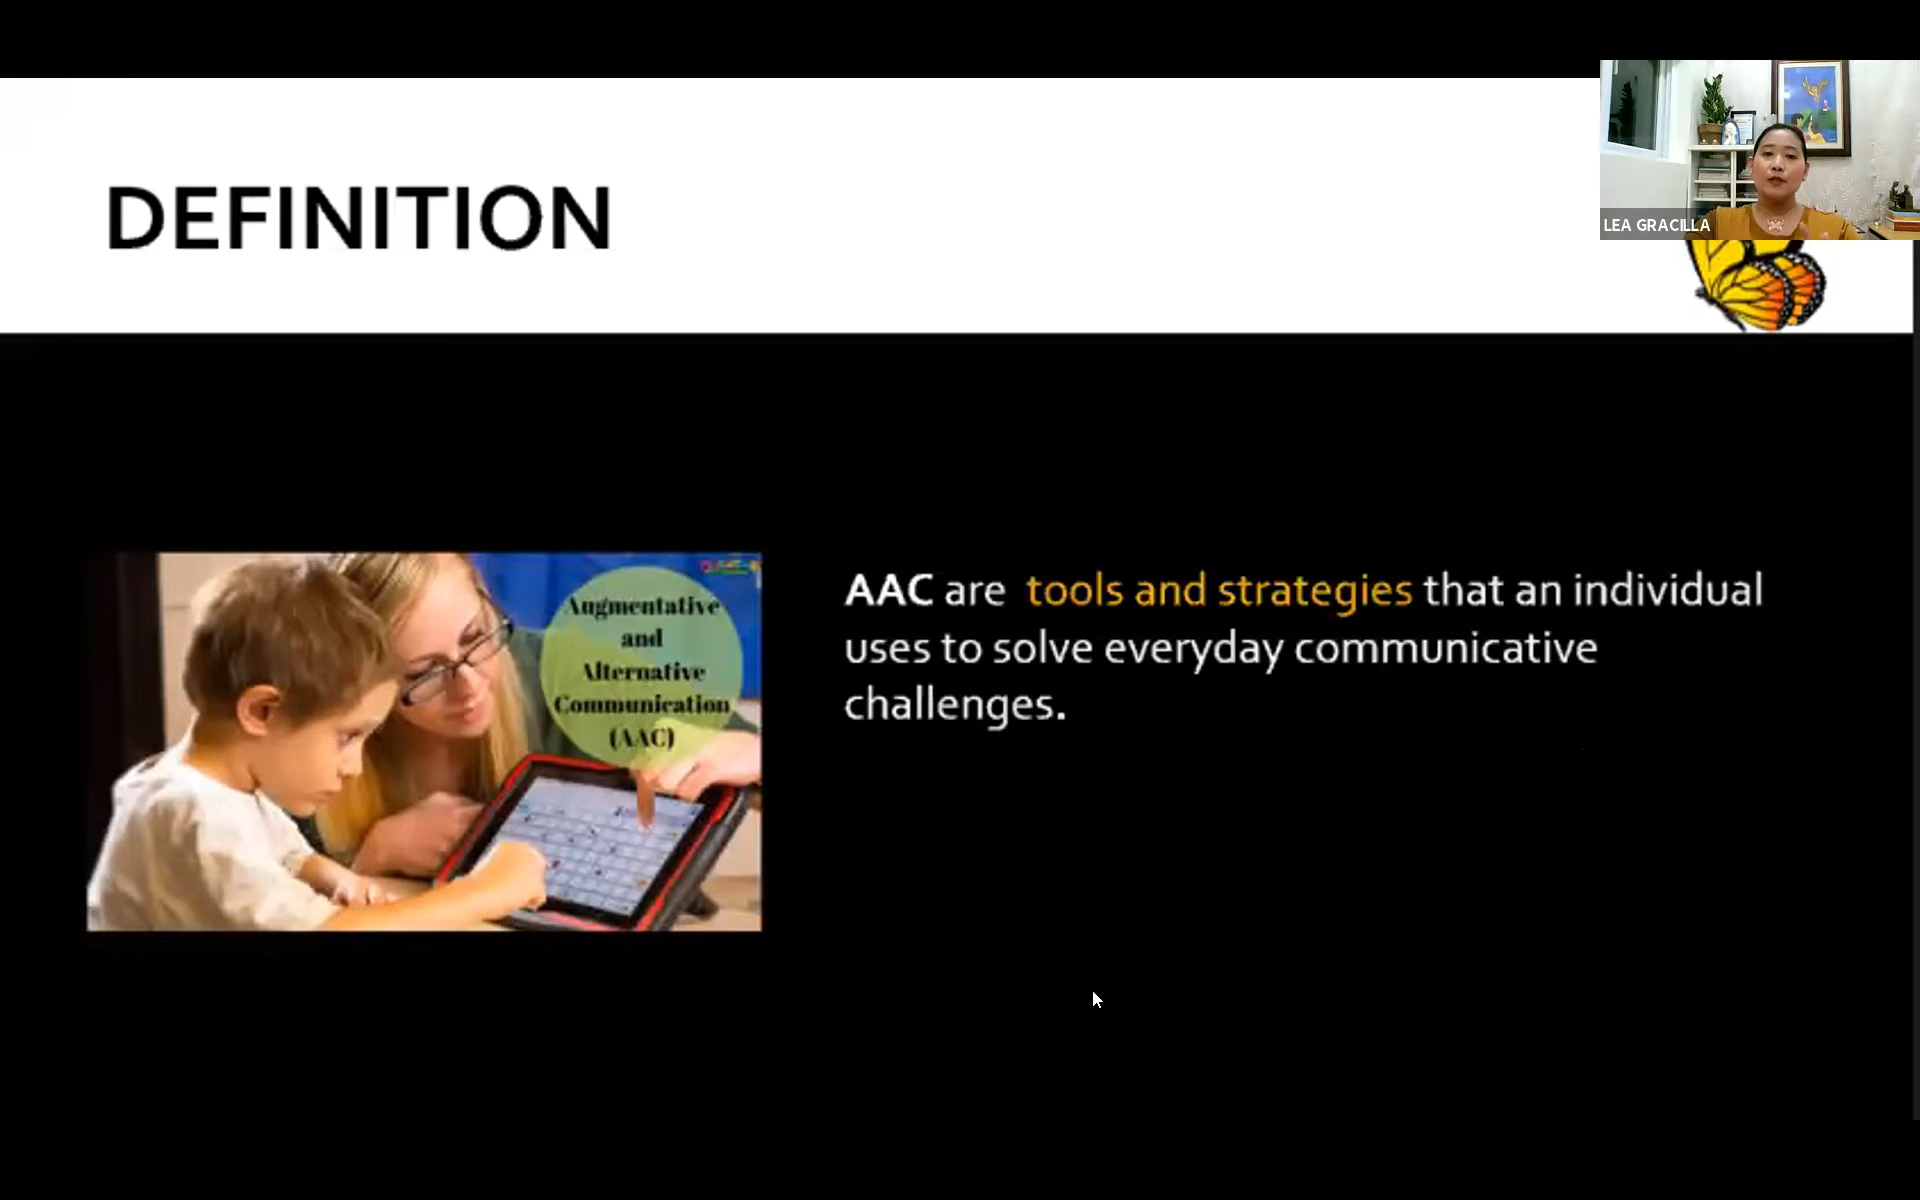 DEFINITION
LEA GRACILLA
Augmentative
and
Alternative
Communication
(AAC)
AAC are tools and strategies that an individual
uses to solve everyday communicative
challenges.